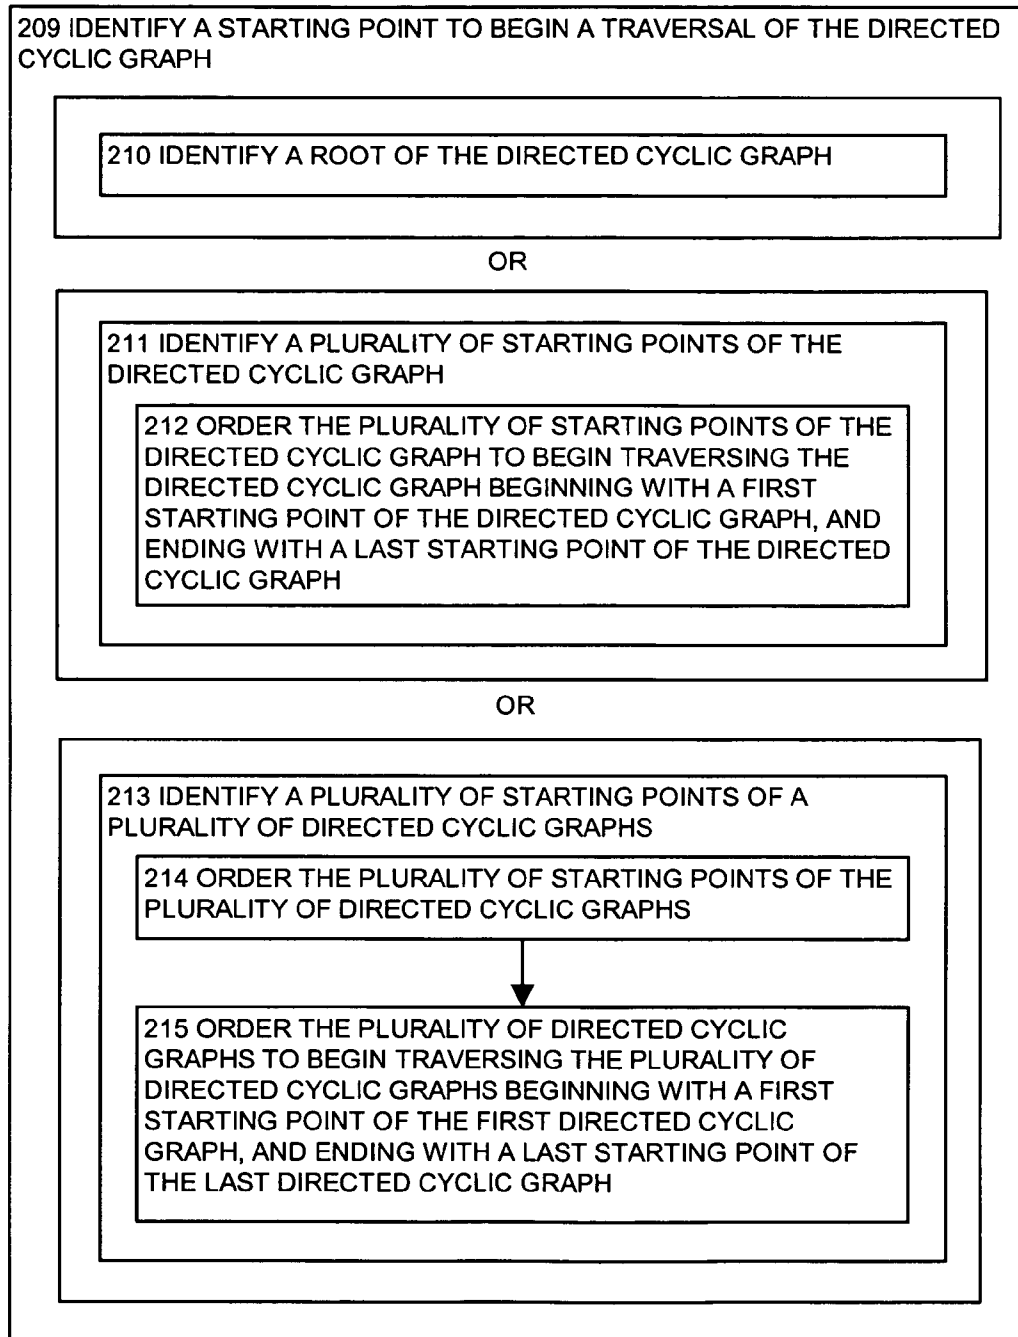 209 IDENTIFY A STARTING POINT TO BEGIN A TRAVERSAL OF THE DIRECTED
CYCLIC GRAPH
210 IDENTIFY A ROOT OF THE DIRECTED CYCLIC GRAPH
OR
211 IDENTIFY A PLURALITY OF STARTING POINTS OF THE
DIRECTED CYCLIC GRAPH
212 ORDER THE PLURALITY OF STARTING POINTS OF THE
DIRECTED CYCLIC GRAPH TO BEGIN TRAVERSING THE
DIRECTED CYCLIC GRAPH BEGINNING WITH A FIRST
STARTING POINT OF THE DIRECTED CYCLIC GRAPH, AND
ENDING WITH A LAST STARTING POINT OF THE DIRECTED
CYCLIC GRAPH
OR
213 IDENTIFY A PLURALITY OF STARTING POINTS OF A
PLURALITY OF DIRECTED CYCLIC GRAPHS
214 ORDER THE PLURALITY OF STARTING POINTS OF THE
PLURALITY OF DIRECTED CYCLIC GRAPHS
215 ORDER THE PLURALITY OF DIRECTED CYCLIC
GRAPHS TO BEGIN TRAVERSING THE PLURALITY OF
DIRECTED CYCLIC GRAPHS BEGINNING WITH A FIRST
STARTING POINT OF THE FIRST DIRECTED CYCLIC
GRAPH, AND ENDING WITH A LAST STARTING POINT OF
THE LAST DIRECTED CYCLIC GRAPH